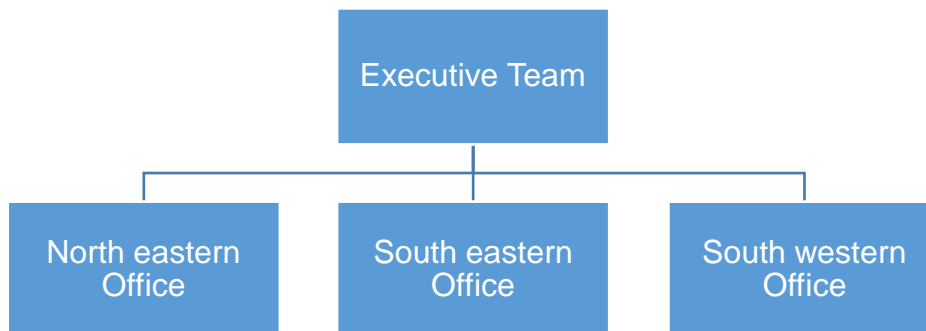 Executive Team
North eastern
Office
South eastern
Office
South western
Office